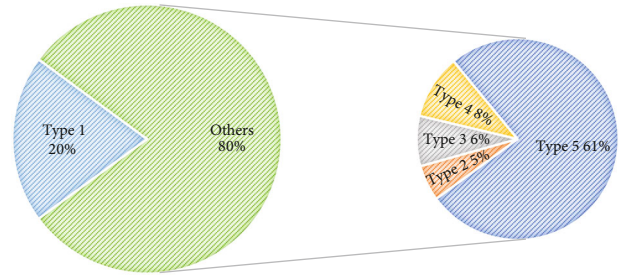 Type 1
20%
Others
80%
Type 4 8%
Type 3 6%
Type 2 5%
Type 5 61%